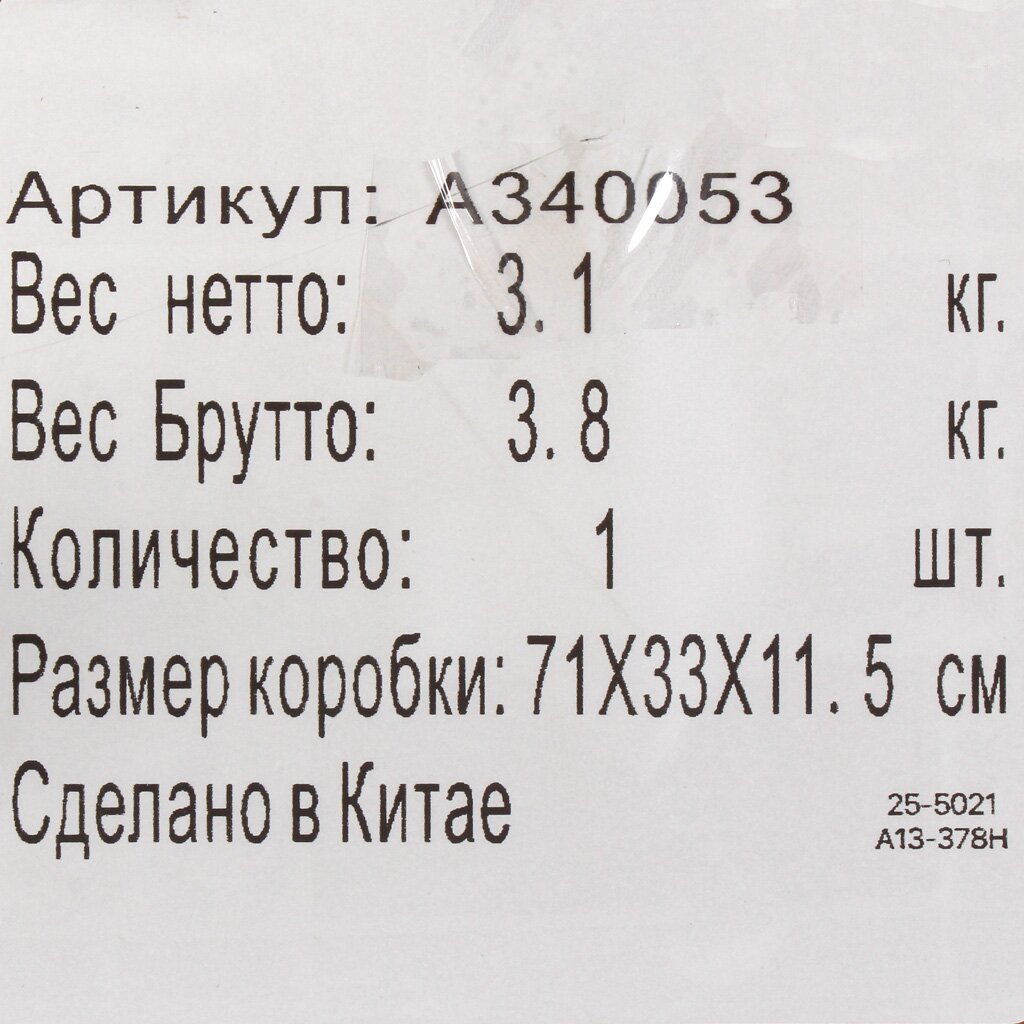 Артикул: А340053
Вес нетто: 3.1 кг.
Вес Брутто: 3.8 кг.
Количество: 1 шт.
Размер коробки: 71X33X11.5 см
Сделано в Китае
25-5021
A13-378H